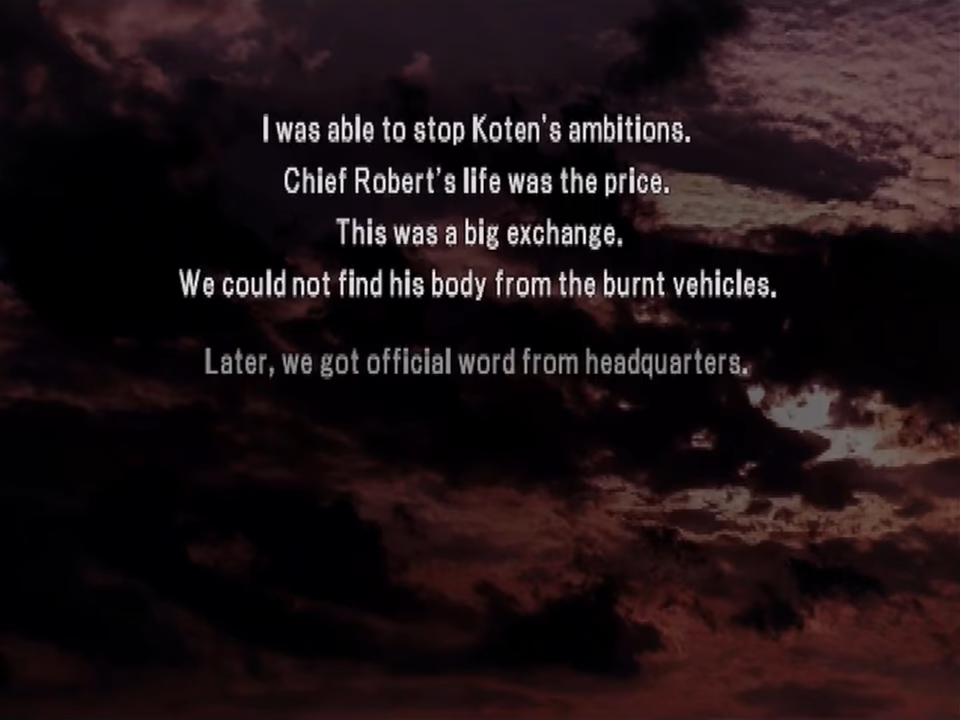 I was able to stop Koten's ambitions.
Chief Robert's life was the price.
This was a big exchange.
We could not find his body from the burnt vehicles.
Later, we got official word from headquarters.